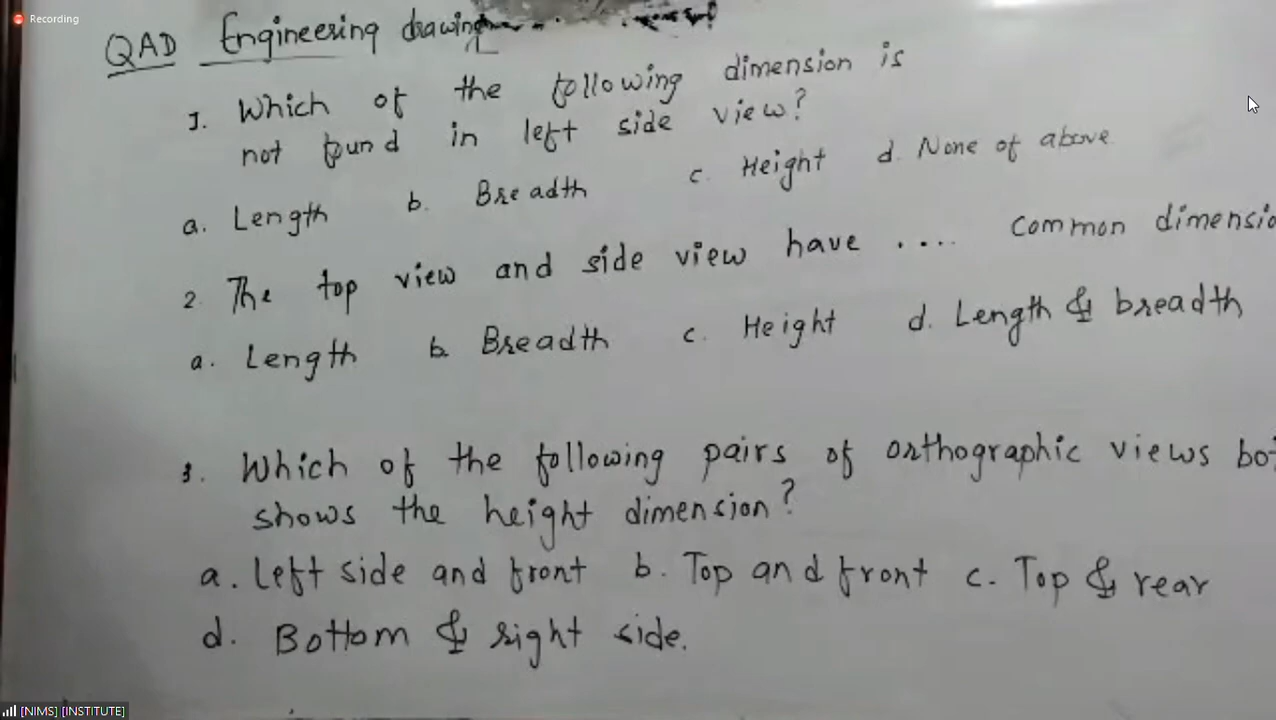 Recording
QAD Engineering drawing
1. Which of the following dimension is
not found in left side view?
a. Length b. Breadth c. Height d. None of above
2. The top view and side view have .... Common dimensio
a. Length b. Breadth c. Height d. Length & breadth
3. Which of the following pairs of orthographic views bot
shows the height dimension?
a. Left side and front b. Top and front c. Top & rear
d. Bottom & right side.
[NIMS] [INSTITUTE]